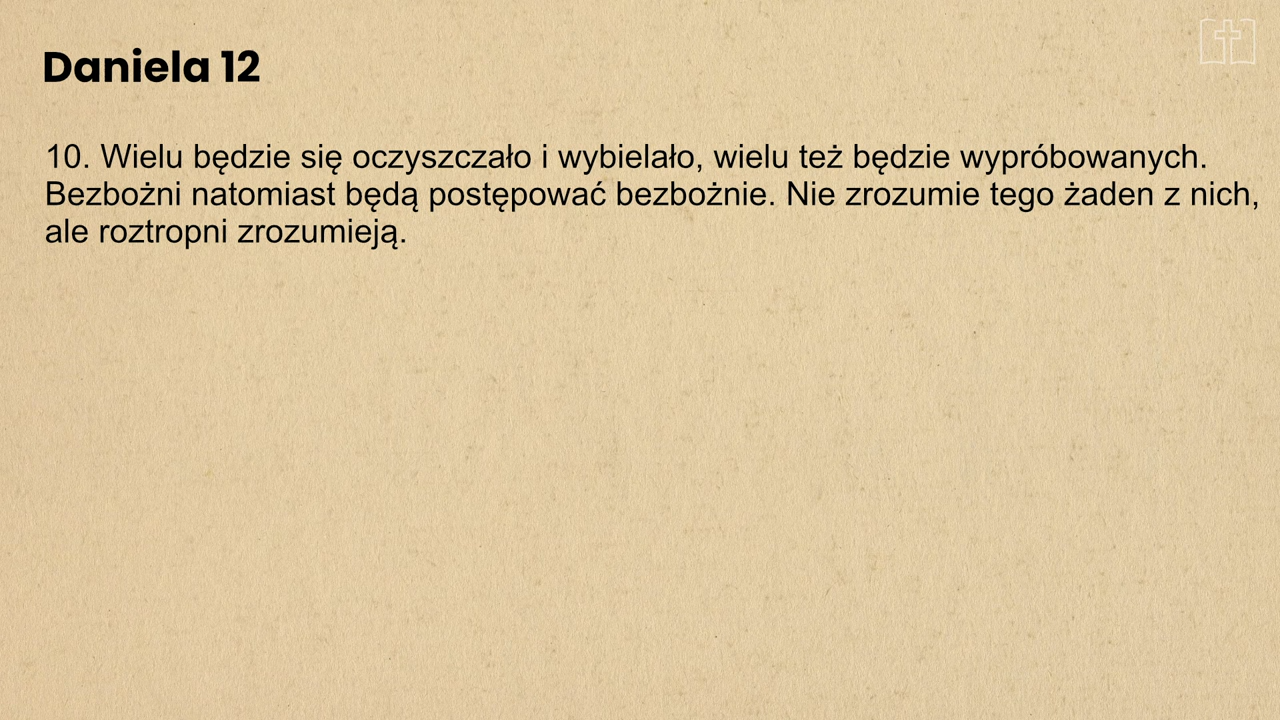 Daniela 12
10. Wielu będzie się oczyszczało i wybielało, wielu też będzie wypróbowanych.
Bezbożni natomiast będą postępować bezbożnie. Nie zrozumie tego żaden z nich,
ale roztropni zrozumieją.